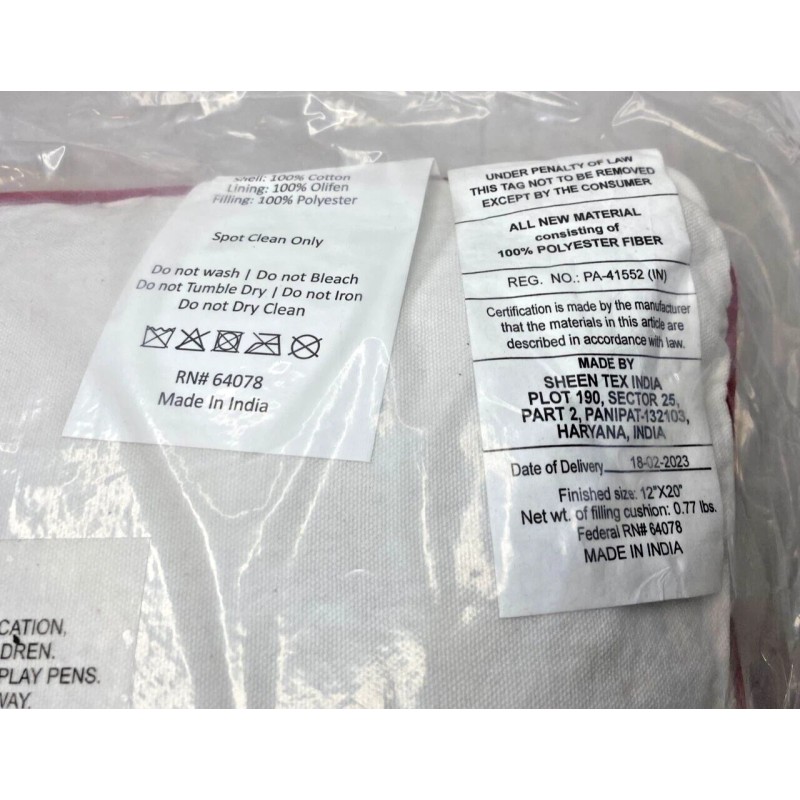 Shell: 100% Cotton
Lining: 100% Olifen
Filling: 100% Polyester
Spot Clean Only
Do not wash | Do not Bleach
Do not Tumble Dry | Do not Iron
Do not Dry Clean
RN# 64078
Made In India
UNDER PENALTY OF LAW
THIS TAG NOT TO BE REMOVED
EXCEPT BY THE CONSUMER
ALL NEW MATERIAL
consisting of
100% POLYESTER FIBER
REG. NO.: PA-41552 (IN)
Certification is made by the manufacturer
that the materials in this article are
described in accordance with law.
MADE BY
SHEEN TEX INDIA
PLOT 190, SECTOR 25,
PART 2, PANIPAT-132103,
HARYANA, INDIA
Date of Delivery 18-02-2023
Finished size: 12"X20"
Net wt. of filling cushion: 0.77 lbs.
Federal RN# 64078
MADE IN INDIA
CATION,
DREN.
PLAY PENS.
WAY.